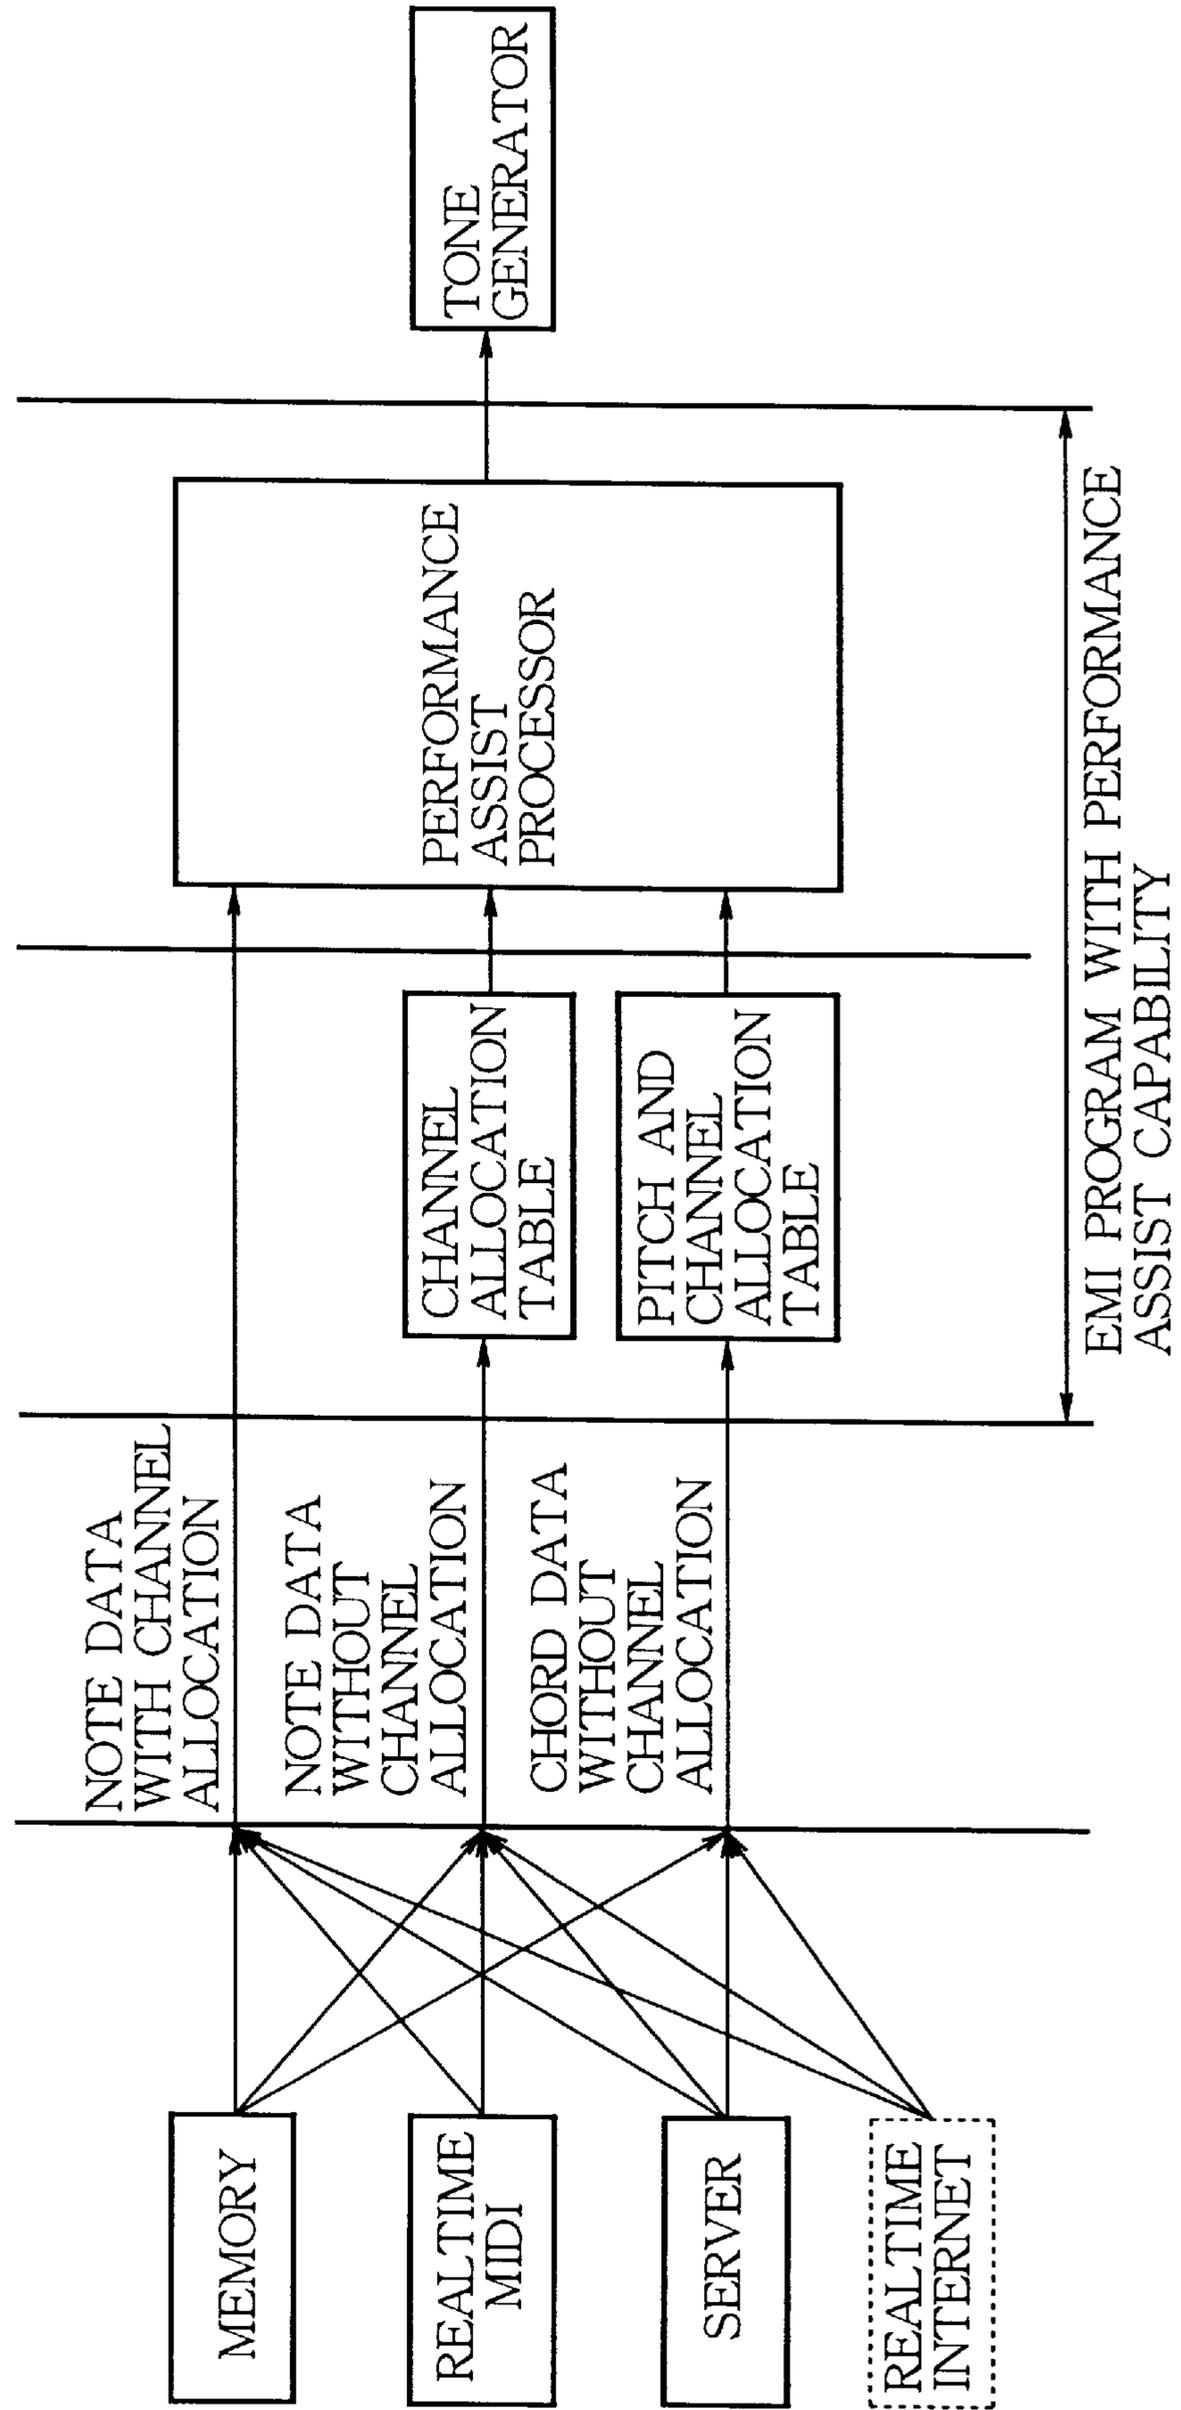 MEMORY
REALTIME
MIDI
SERVER
REALTIME
INTERNET
NOTE DATA
WITH CHANNEL
ALLOCATION
NOTE DATA
WITHOUT
CHANNEL
ALLOCATION
CHORD DATA
WITHOUT
CHANNEL
ALLOCATION
CHANNEL
ALLOCATION
TABLE
PITCH AND
CHANNEL
ALLOCATION
TABLE
PERFORMANCE
ASSIST
PROCESSOR
TONE
GENERATOR
EMI PROGRAM WITH PERFORMANCE
ASSIST CAPABILITY